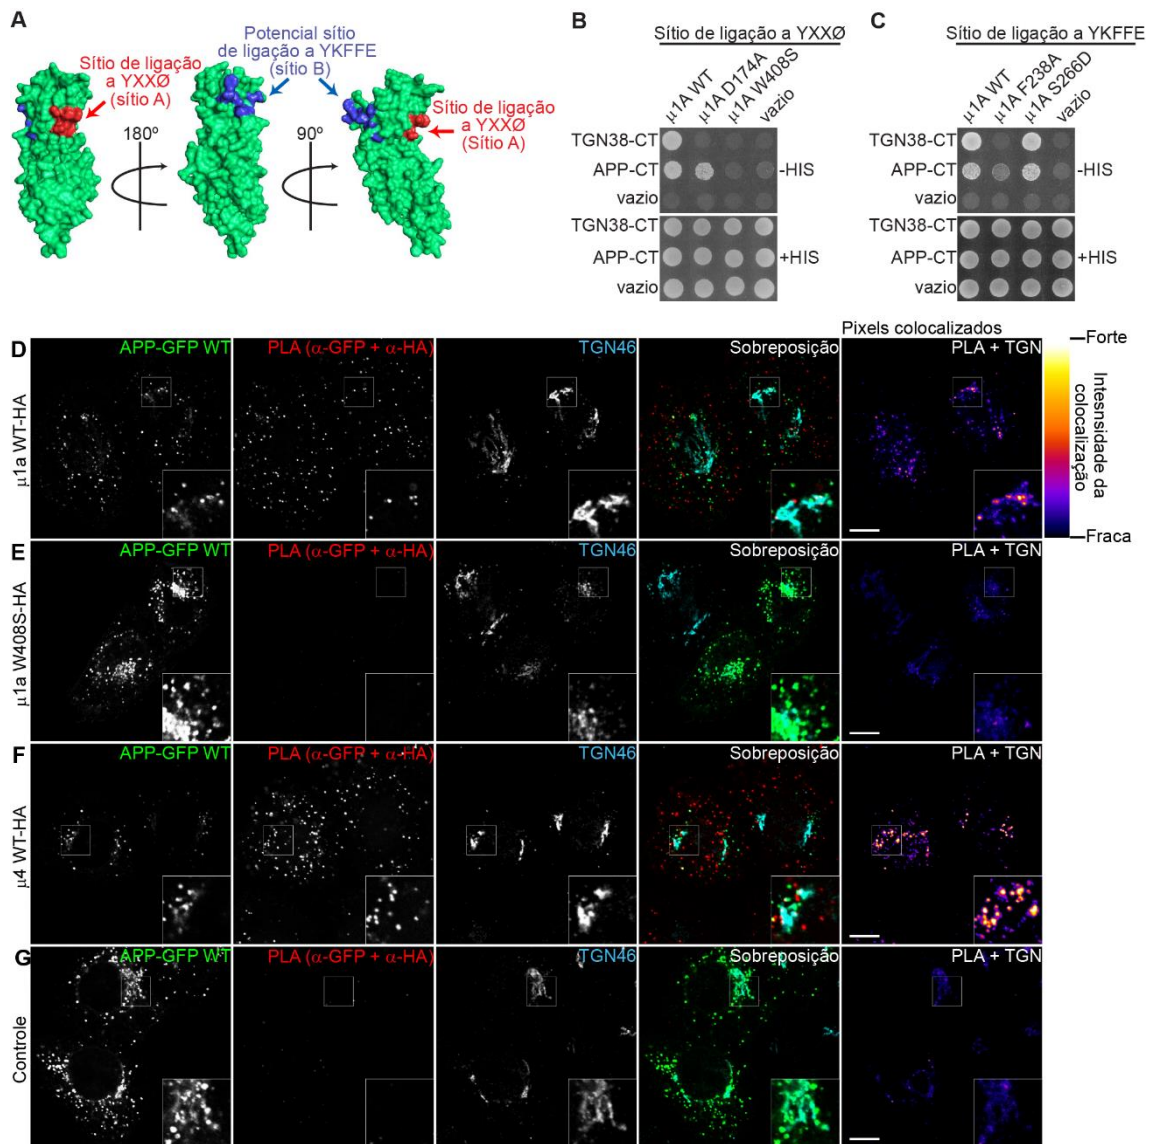 A
Sítio de ligação
a YXXØ
(sítio A)
Potencial sítio
de ligação a YKFFE
(sítio B)
Sítio de ligação
a YXXØ
(Sítio A)
180º
90º
B
Sítio de ligação a YXXØ
µ1A WT
µ1A D174A
µ1A W408S
vazio
TGN38-CT
APP-CT
vazio
-HIS
TGN38-CT
APP-CT
vazio
+HIS
C
Sítio de ligação a YKFFE
µ1A WT
µ1A F238A
µ1A S266D
vazio
TGN38-CT
APP-CT
vazio
-HIS
TGN38-CT
APP-CT
vazio
+HIS
Pixels colocalizados
D
µ1a WT-HA
APP-GFP WT
PLA (α-GFP + α-HA)
TGN46
Sobreposição
PLA + TGN
Forte
Intesnsidade da
colocalização
Fraca
E
µ1a W408S-HA
APP-GFP WT
PLA (α-GFP + α-HA)
TGN46
Sobreposição
PLA + TGN
F
µ4 WT-HA
APP-GFP WT
PLA (α-GFP + α-HA)
TGN46
Sobreposição
PLA + TGN
G
Controle
APP-GFP WT
PLA (α-GFP + α-HA)
TGN46
Sobreposição
PLA + TGN